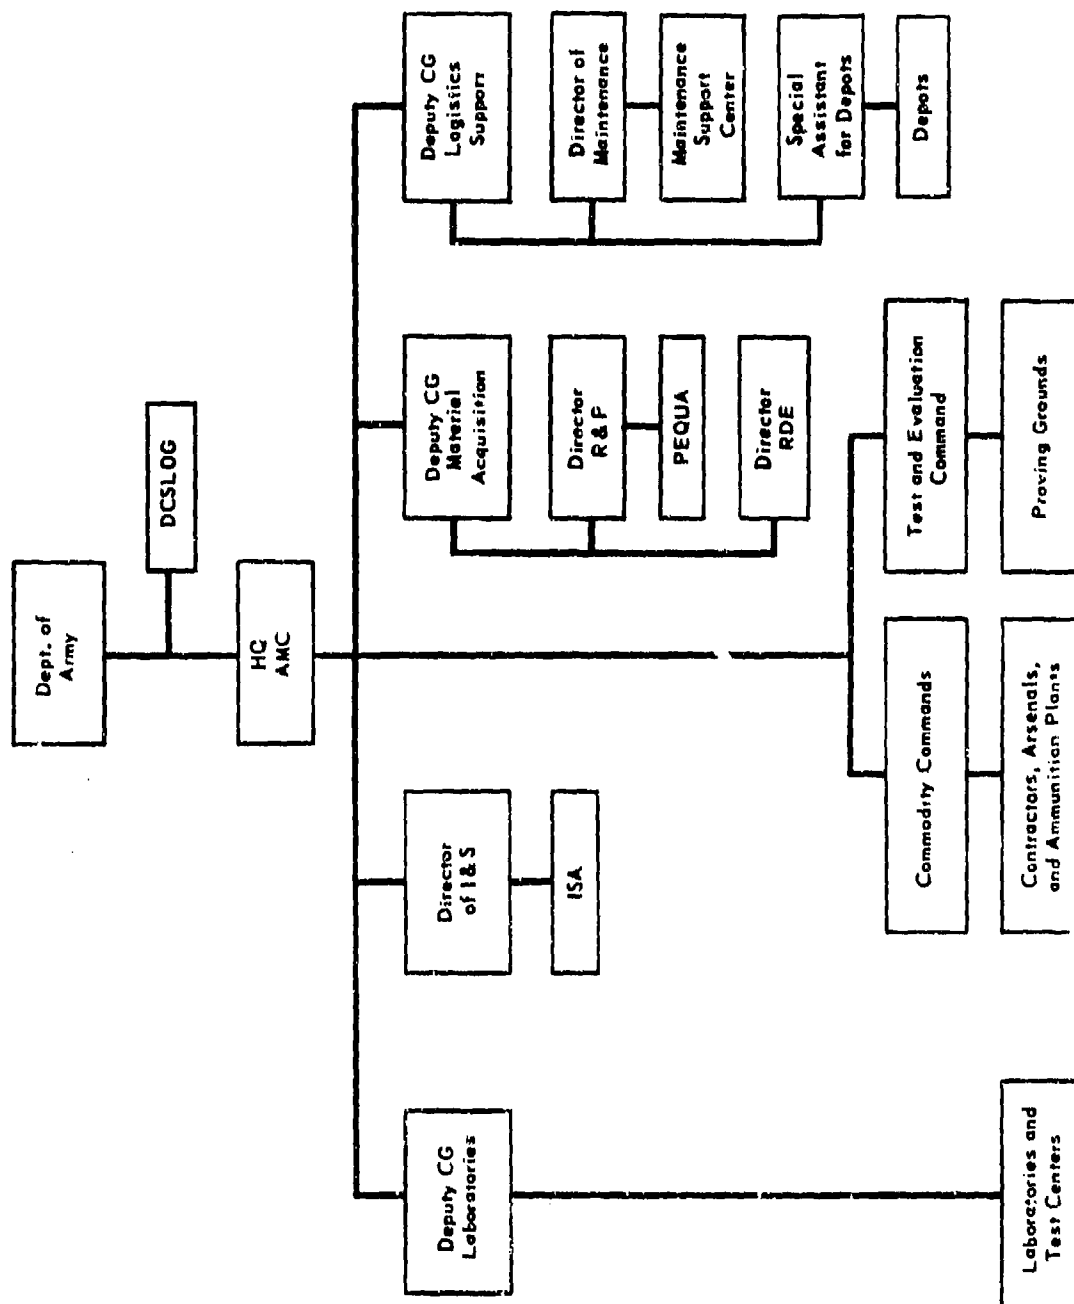 Dept. of
Army
DCSLOG
HQ
AMC
Deputy CG
Laboratories
Laboratories and
Test Centers
Director
of I & S
ISA
Deputy CG
Material
Acquisition
Director
R & P
PEQUA
Director
RDE
Deputy CG
Logistics
Support
Director of
Maintenance
Maintenance
Support
Center
Special
Assistant
for Depots
Depots
Commodity Commands
Contractors, Arsenals,
and Ammunition Plants
Test and Evaluation
Command
Proving Grounds